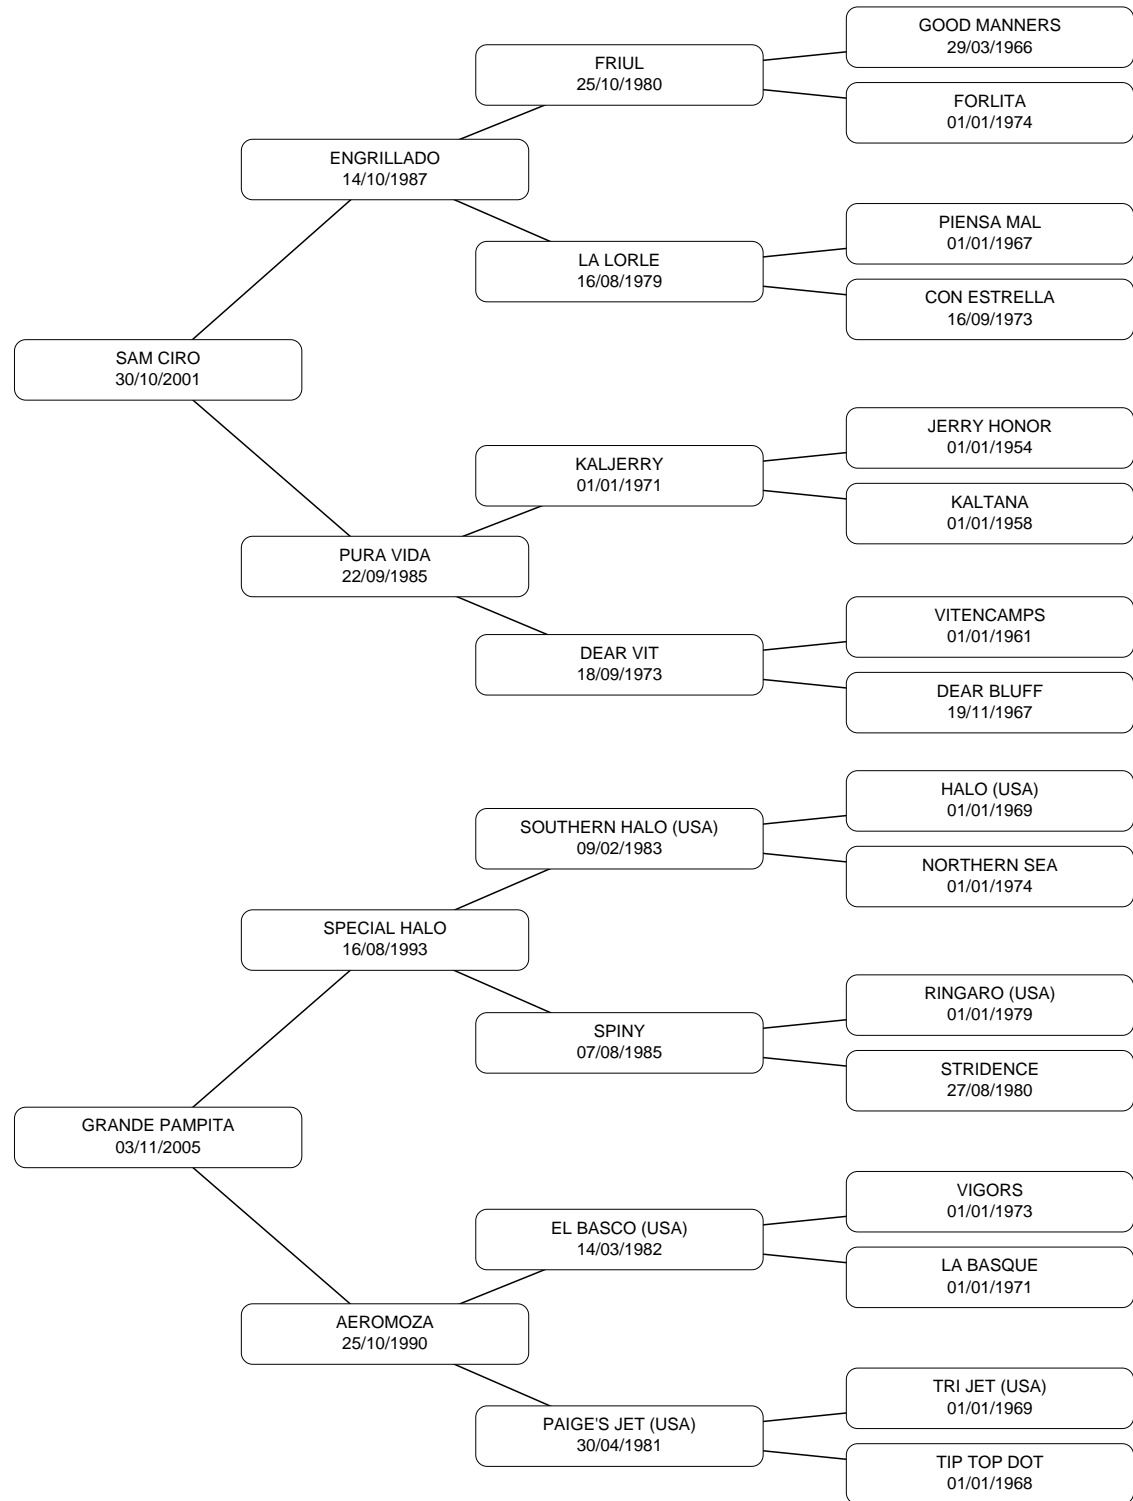 GOOD MANNERS
29/03/1966
FRIUL
25/10/1980
FORLITA
01/01/1974
ENGRILLADO
14/10/1987
PIENSA MAL
01/01/1967
LA LORLE
16/08/1979
CON ESTRELLA
16/09/1973
SAM CIRO
30/10/2001
JERRY HONOR
01/01/1954
KALJERRY
01/01/1971
KALTANA
01/01/1958
PURA VIDA
22/09/1985
VITENCAMPS
01/01/1961
DEAR VIT
18/09/1973
DEAR BLUFF
19/11/1967
HALO (USA)
01/01/1969
SOUTHERN HALO (USA)
09/02/1983
NORTHERN SEA
01/01/1974
SPECIAL HALO
16/08/1993
RINGARO (USA)
01/01/1979
SPINY
07/08/1985
STRIDENCE
27/08/1980
GRANDE PAMPITA
03/11/2005
VIGORS
01/01/1973
EL BASCO (USA)
14/03/1982
LA BASQUE
01/01/1971
AEROMOZA
25/10/1990
TRI JET (USA)
01/01/1969
PAIGE'S JET (USA)
30/04/1981
TIP TOP DOT
01/01/1968